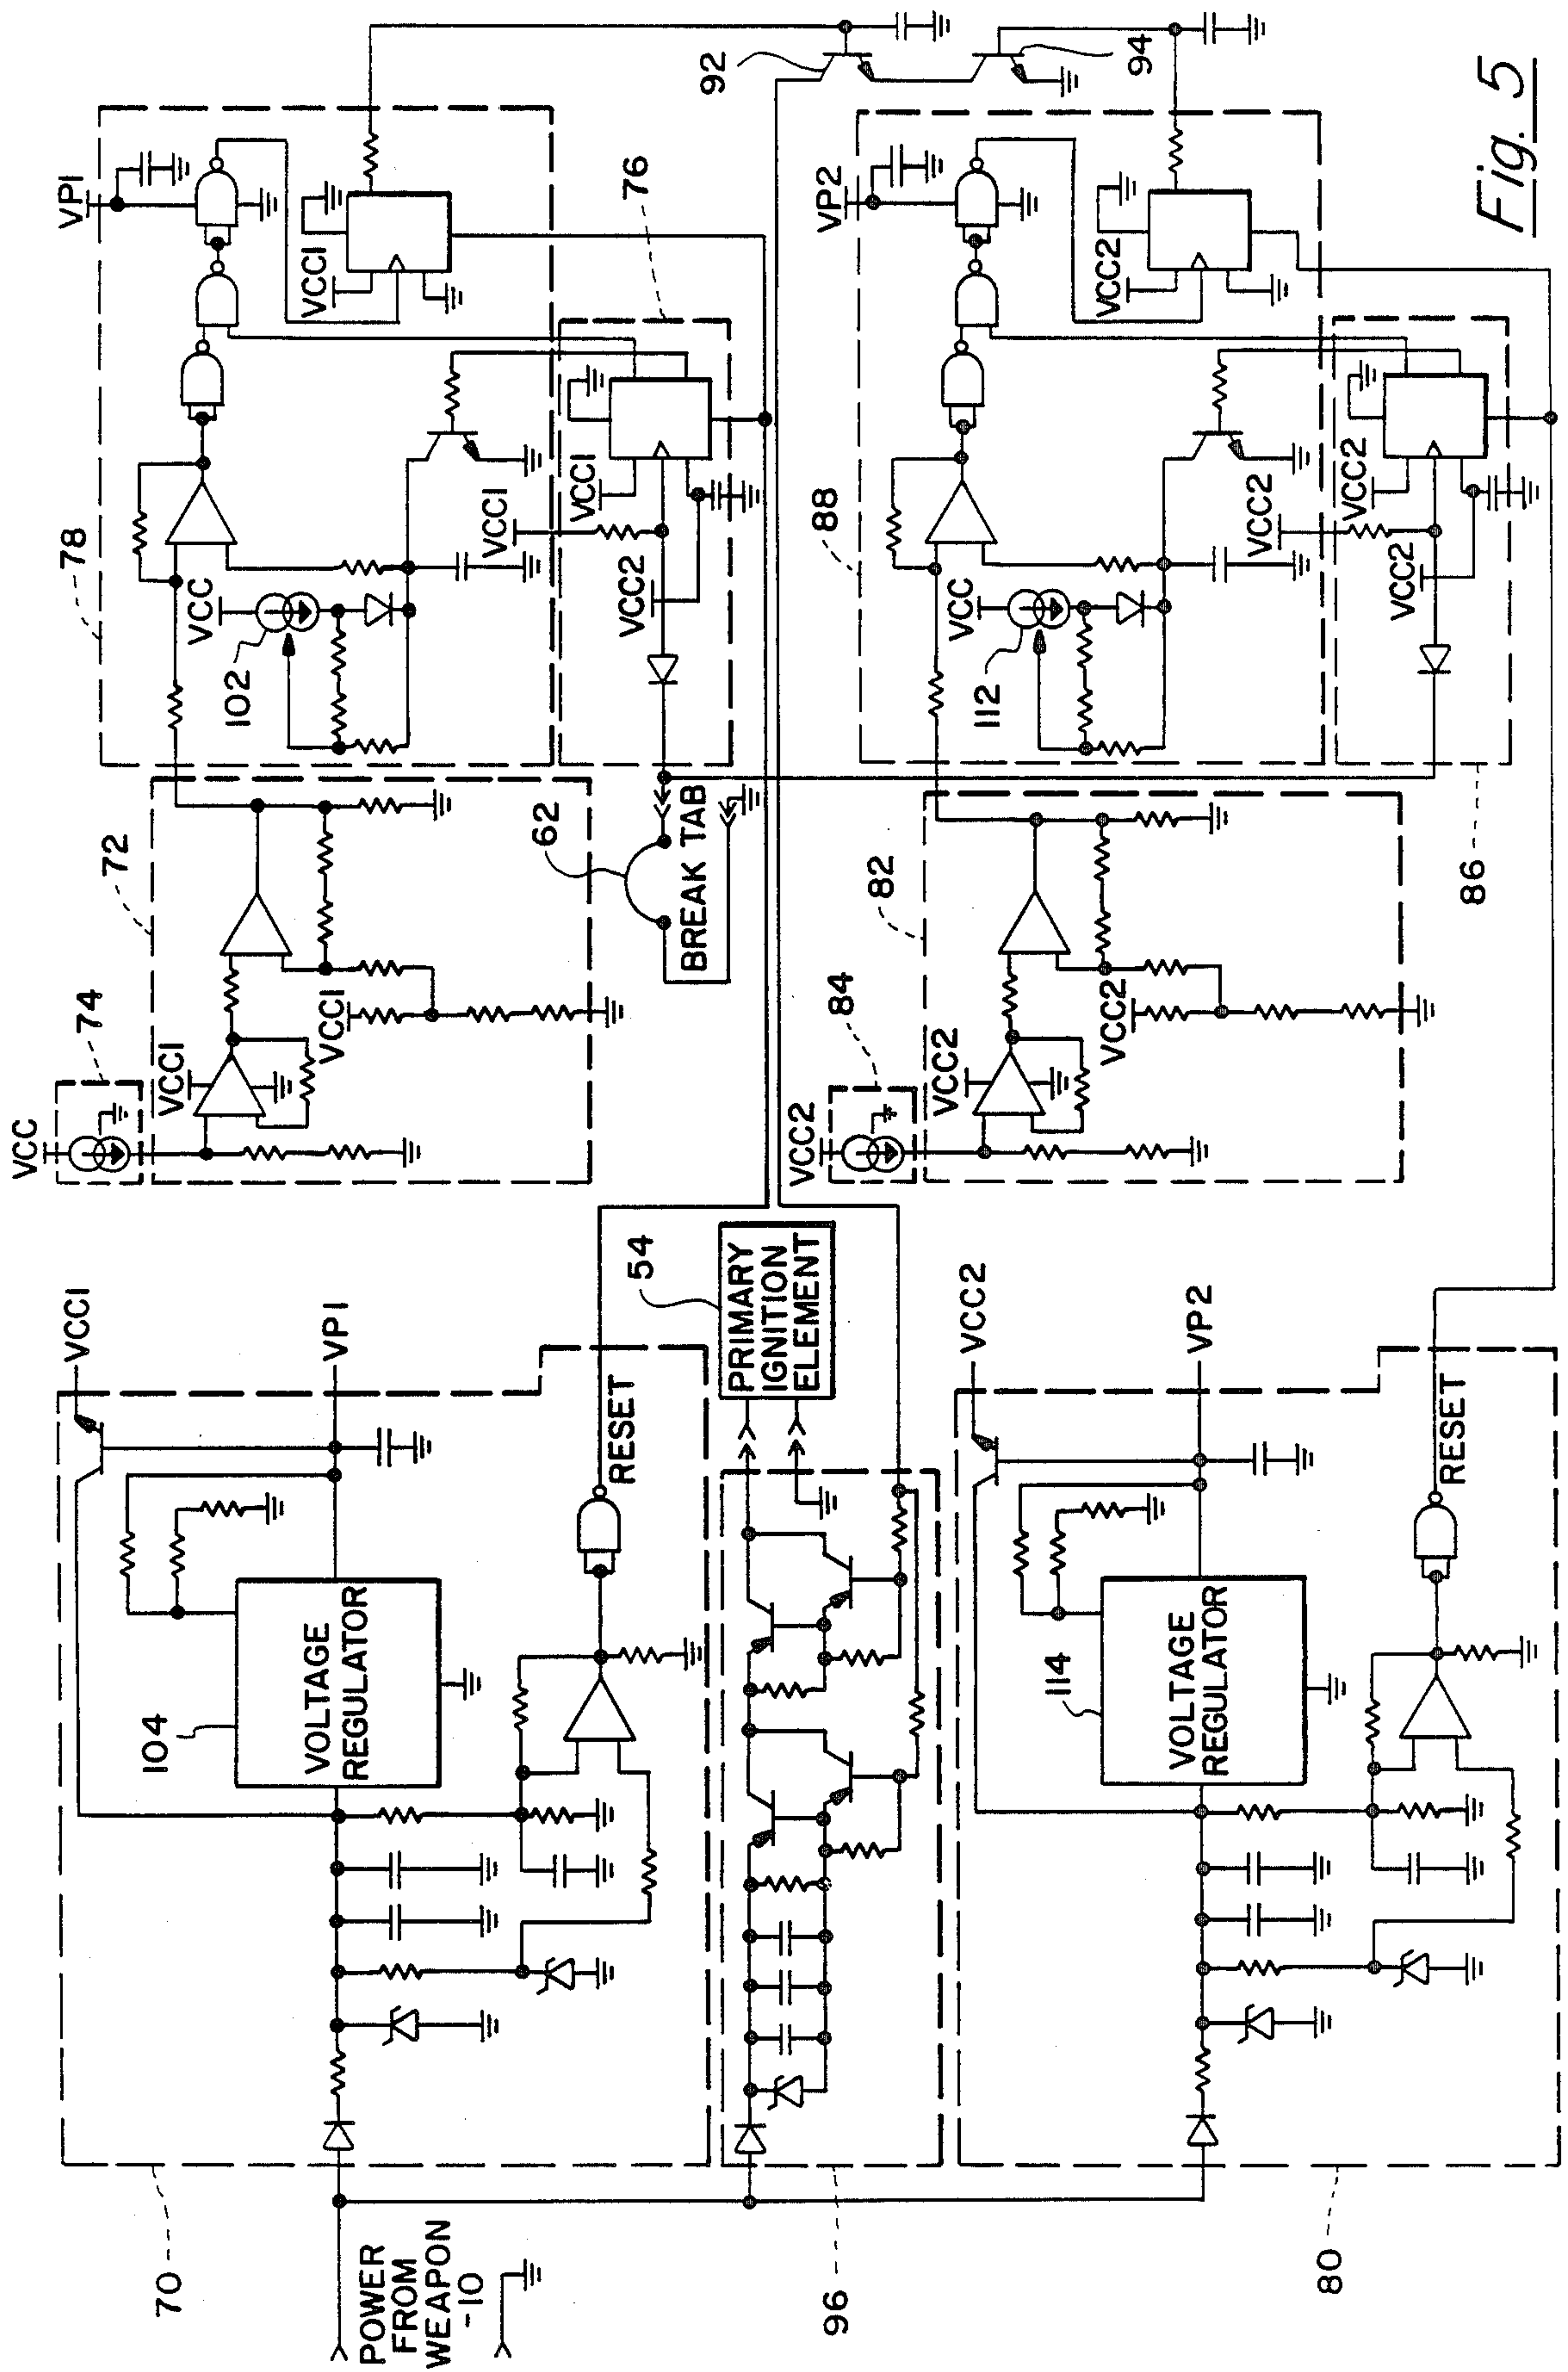 70
POWER
FROM
WEAPON
-10
104
VOLTAGE
REGULATOR
VCC1
VP1
RESET
96
54
PRIMARY
IGNITION
ELEMENT
80
114
VOLTAGE
REGULATOR
VCC2
VP2
RESET
VCC
74
72
VCC1
VCC1
62
BREAK TAB
78
VCC
102
VCC1
VP1
VCC1
76
VCC1
VCC2
92
94
VCC2
84
82
VCC2
VCC2
88
VCC
112
VCC2
VP2
VCC2
VCC2
VCC2
86
Fig. 5